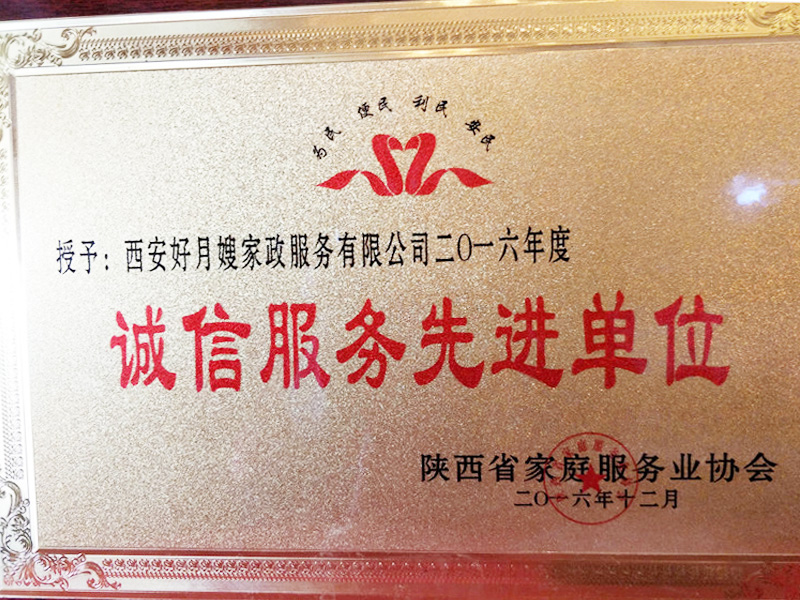 为民 便民 利民 安民
授予：西安好月嫂家政服务有限公司二〇一六年度
诚信服务先进单位
陕西省家庭服务业协会
二〇一六年十二月